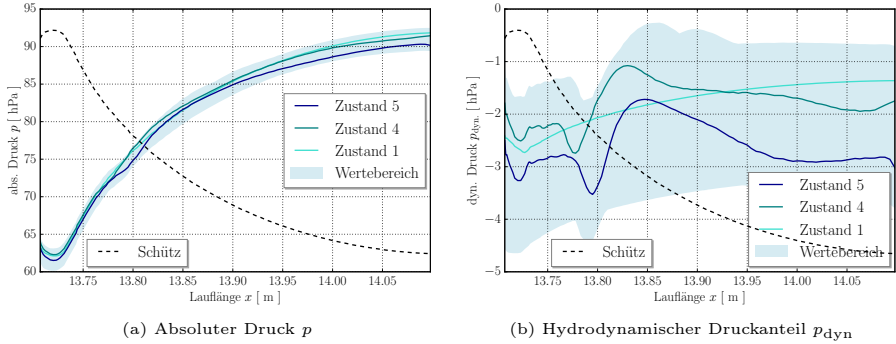 95
90
85
80
75
70
65
60
abs. Druck p [ hPa]
Zustand 5
Zustand 4
Zustand 1
Wertebereich
Schütz
13.75 13.80 13.85 13.90 13.95 14.00 14.05
Lauflänge x [ m ]
(a) Absoluter Druck p
0
−1
−2
−3
−4
−5
dyn. Druck p_dyn. [ hPa]
Zustand 5
Zustand 4
Zustand 1
Wertebereich
Schütz
13.75 13.80 13.85 13.90 13.95 14.00 14.05
Lauflänge x [ m ]
(b) Hydrodynamischer Druckanteil p_dyn